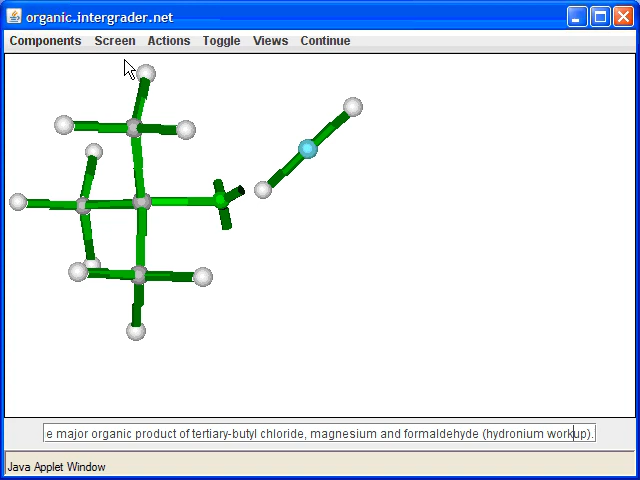 organic.intergrader.net
Components Screen Actions Toggle Views Continue
e major organic product of tertiary-butyl chloride, magnesium and formaldehyde (hydronium workup).
Java Applet Window